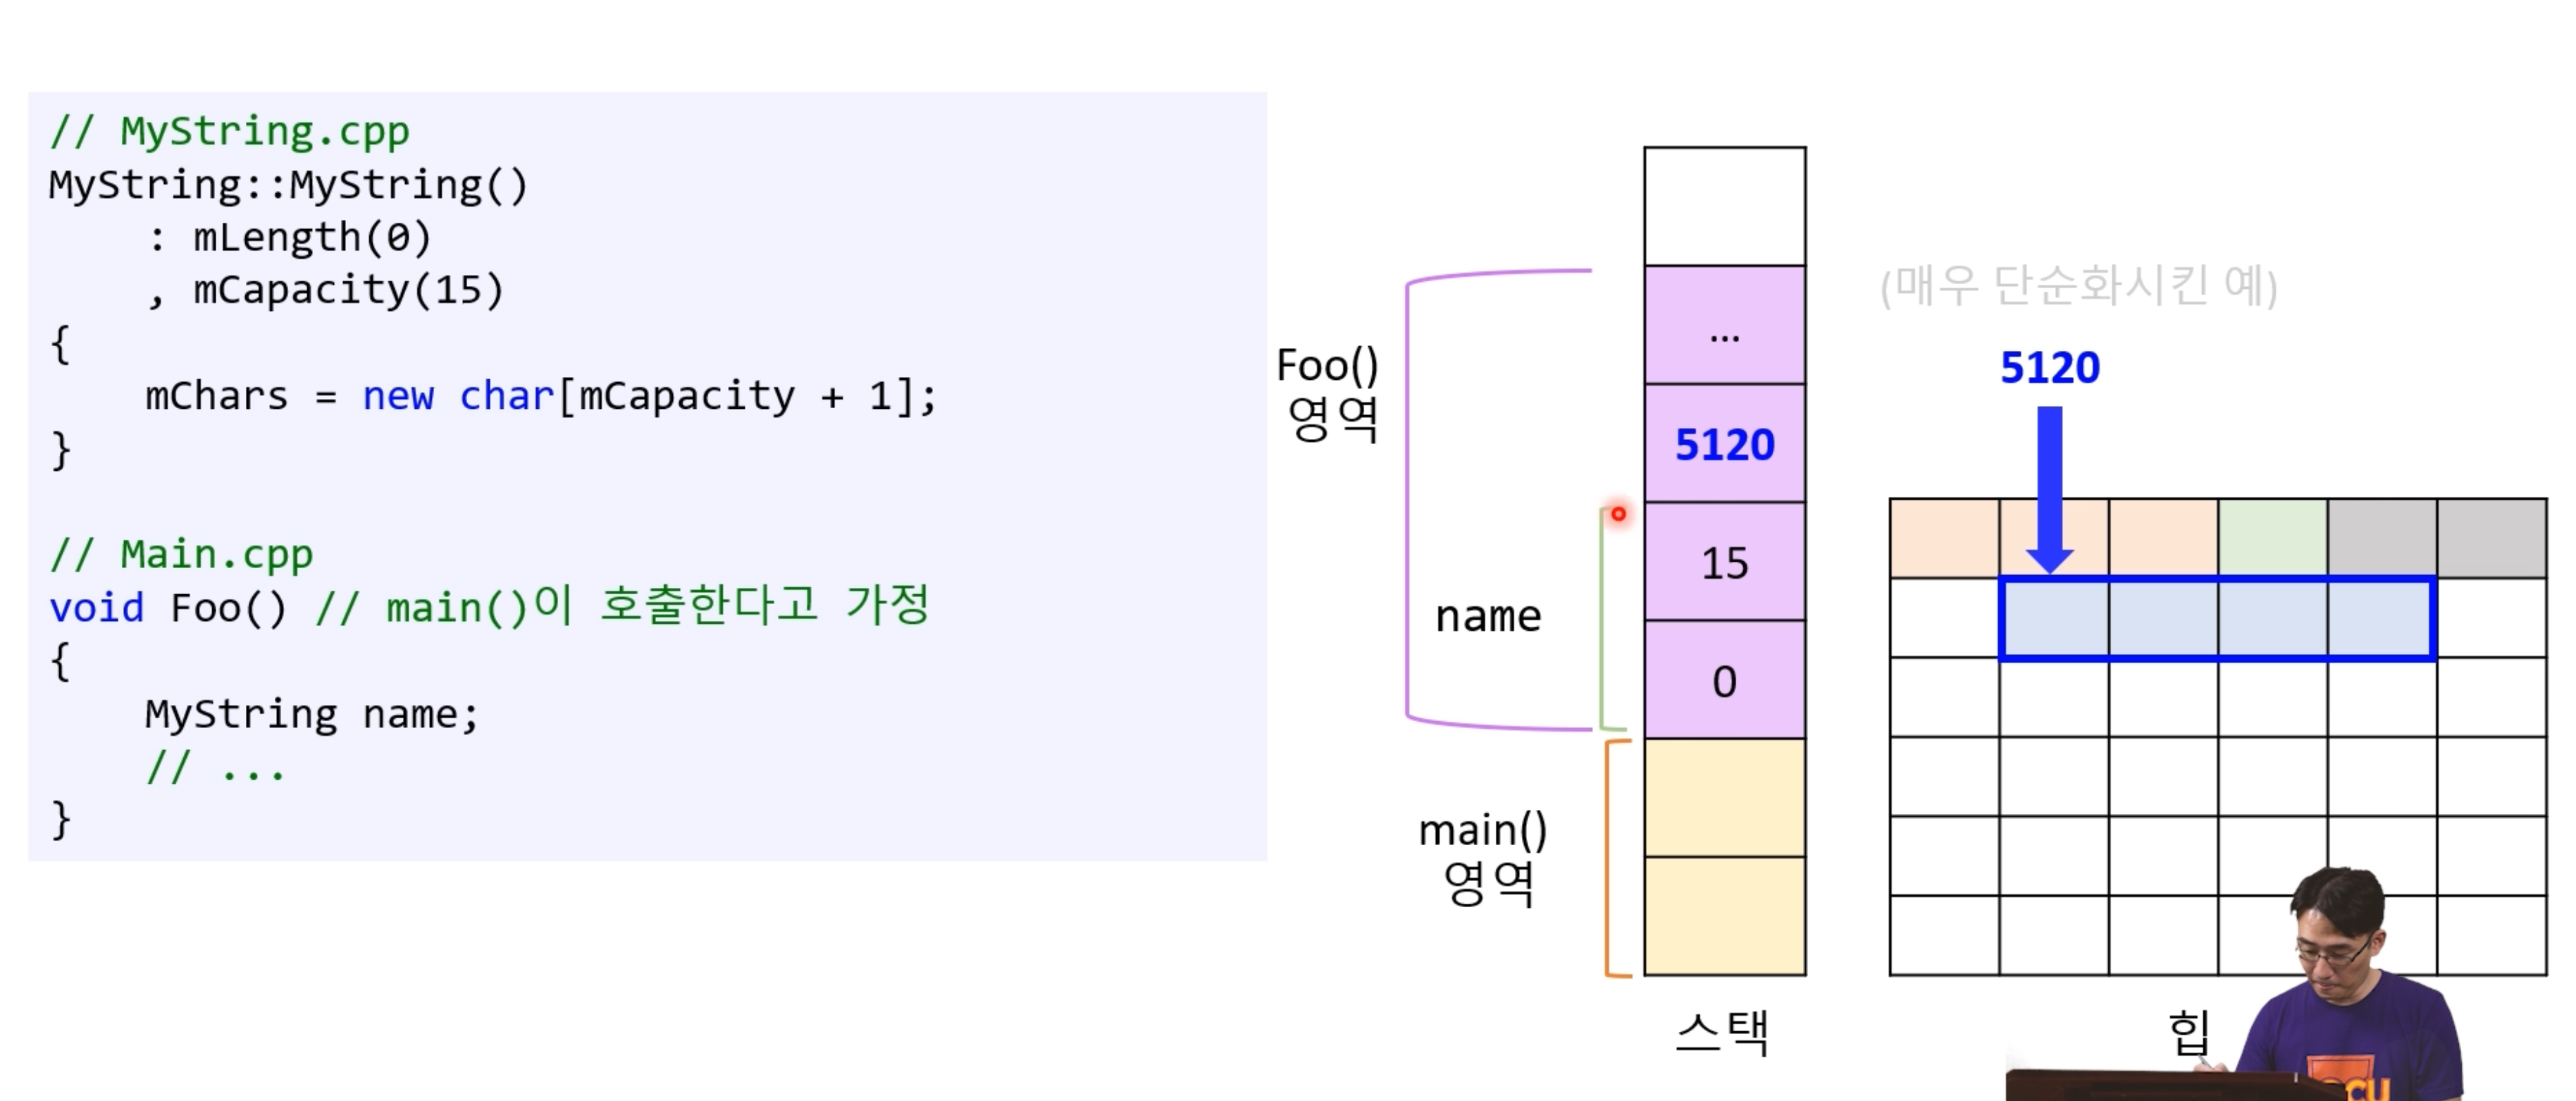 // MyString.cpp
MyString::MyString()
    : mLength(0)
    , mCapacity(15)
{
    mChars = new char[mCapacity + 1];
}

// Main.cpp
void Foo() // main()이 호출한다고 가정
{
    MyString name;
    // ...
}
Foo()
영역
name
main()
영역
...
5120
15
0
스택
(매우 단순화시킨 예)
5120
힙
CU